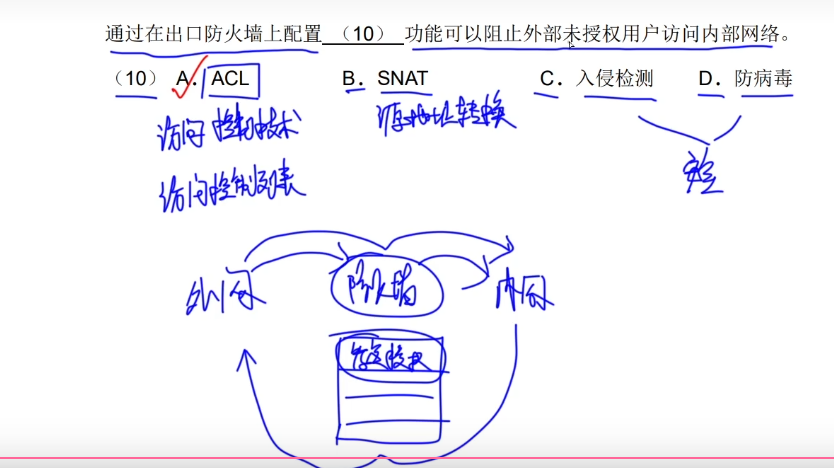 通过在出口防火墙上配置 （10） 功能可以阻止外部未授权用户访问内部网络。
（10） A．ACL B．SNAT C．入侵检测 D．防病毒
访问控制技术 源地址转换
访问控制列表
外网 防火墙 内网
授权